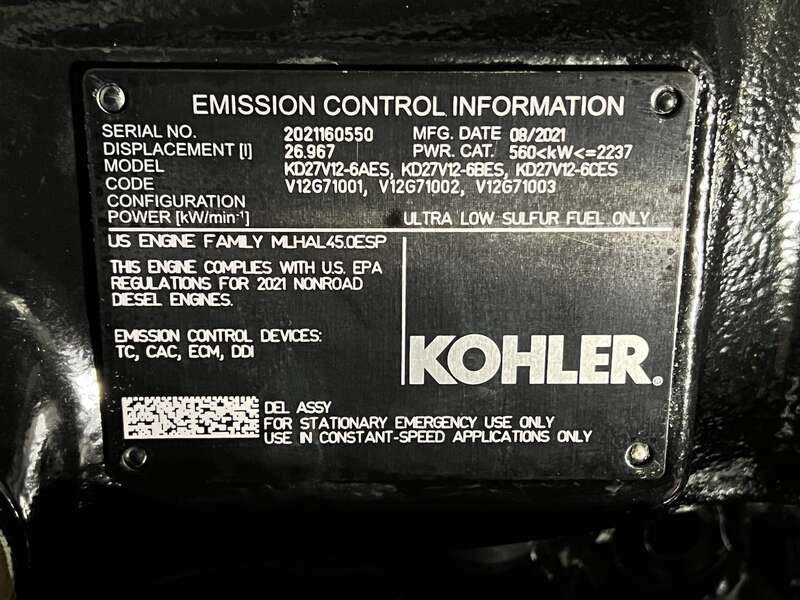 EMISSION CONTROL INFORMATION
SERIAL NO. 2021160550 MFG. DATE 08/2021
DISPLACEMENT [l] 26.967 PWR. CAT. 560<kW<=2237
MODEL KD27V12-6AES, KD27V12-6BES, KD27V12-6CES
CODE V12G71001, V12G71002, V12G71003
CONFIGURATION
POWER [kW/min-¹] ULTRA LOW SULFUR FUEL ONLY
US ENGINE FAMILY MLHAL45.0ESP
THIS ENGINE COMPLIES WITH U.S. EPA
REGULATIONS FOR 2021 NONROAD
DIESEL ENGINES.
EMISSION CONTROL DEVICES:
TC, CAC, ECM, DDI
KOHLER®
DEL ASSY
FOR STATIONARY EMERGENCY USE ONLY
USE IN CONSTANT-SPEED APPLICATIONS ONLY